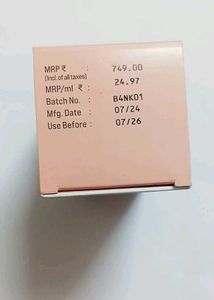 MRP ₹ : 749.00
(Incl. of all taxes)
MRP/ml ₹ : 24.97
Batch No. : B4NK01
Mfg. Date : 07/24
Use Before : 07/26